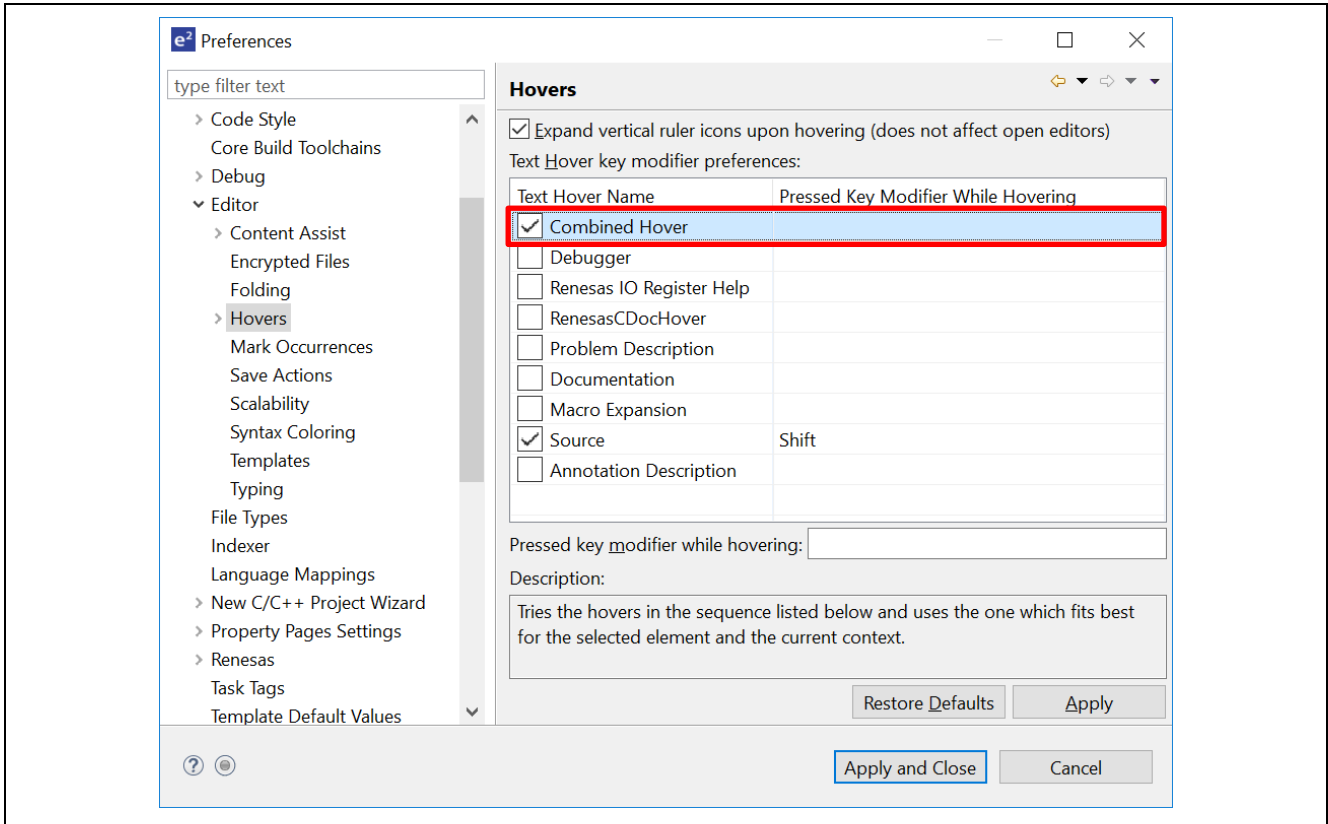 e² Preferences
type filter text
Code Style
Core Build Toolchains
Debug
Editor
Content Assist
Encrypted Files
Folding
Hovers
Mark Occurrences
Save Actions
Scalability
Syntax Coloring
Templates
Typing
File Types
Indexer
Language Mappings
New C/C++ Project Wizard
Property Pages Settings
Renesas
Task Tags
Template Default Values
Hovers
Expand vertical ruler icons upon hovering (does not affect open editors)
Text Hover key modifier preferences:
Text Hover Name Pressed Key Modifier While Hovering
Combined Hover
Debugger
Renesas IO Register Help
RenesasCDocHover
Problem Description
Documentation
Macro Expansion
Source Shift
Annotation Description
Pressed key modifier while hovering:
Description:
Tries the hovers in the sequence listed below and uses the one which fits best
for the selected element and the current context.
Restore Defaults Apply
? Apply and Close Cancel